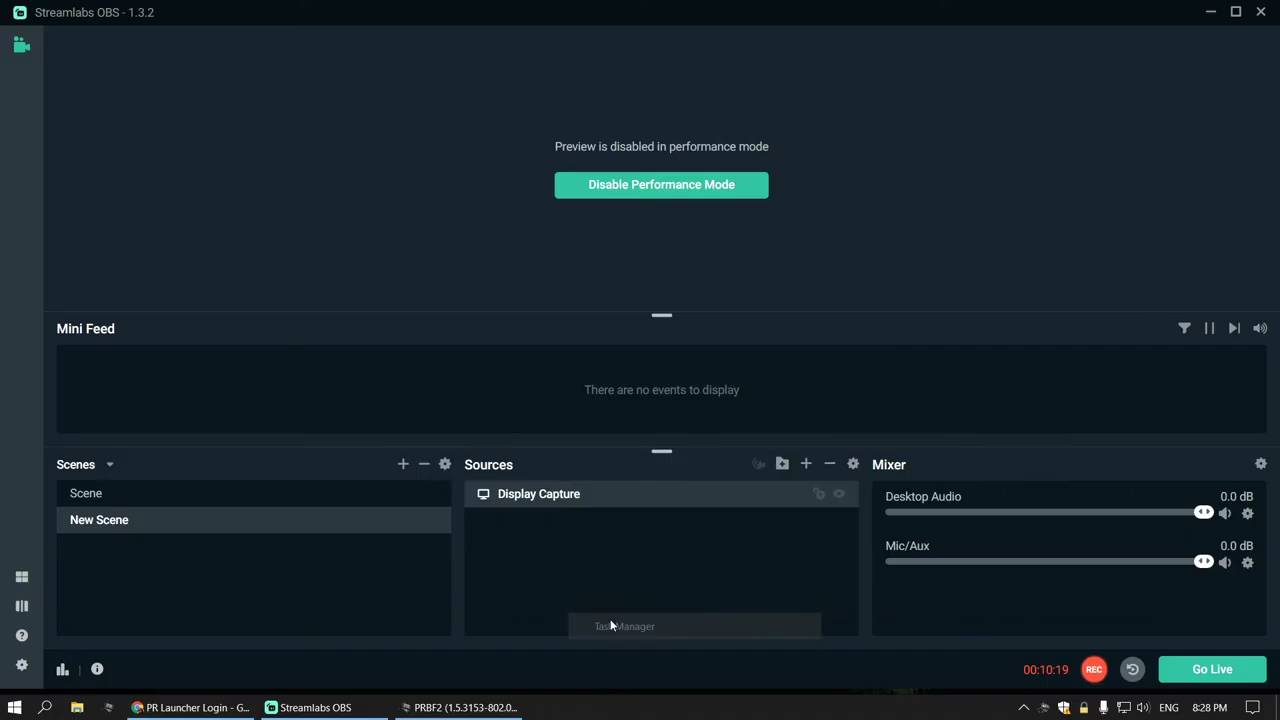 Streamlabs OBS - 1.3.2
Preview is disabled in performance mode
Disable Performance Mode
Mini Feed
There are no events to display
Scenes
Scene
New Scene
Sources
Display Capture
Task Manager
Mixer
Desktop Audio 0.0 dB
Mic/Aux 0.0 dB
00:10:19 REC Go Live
PR Launcher Login - G... Streamlabs OBS PRBF2 (1.5.3153-802.0... ENG 8:28 PM